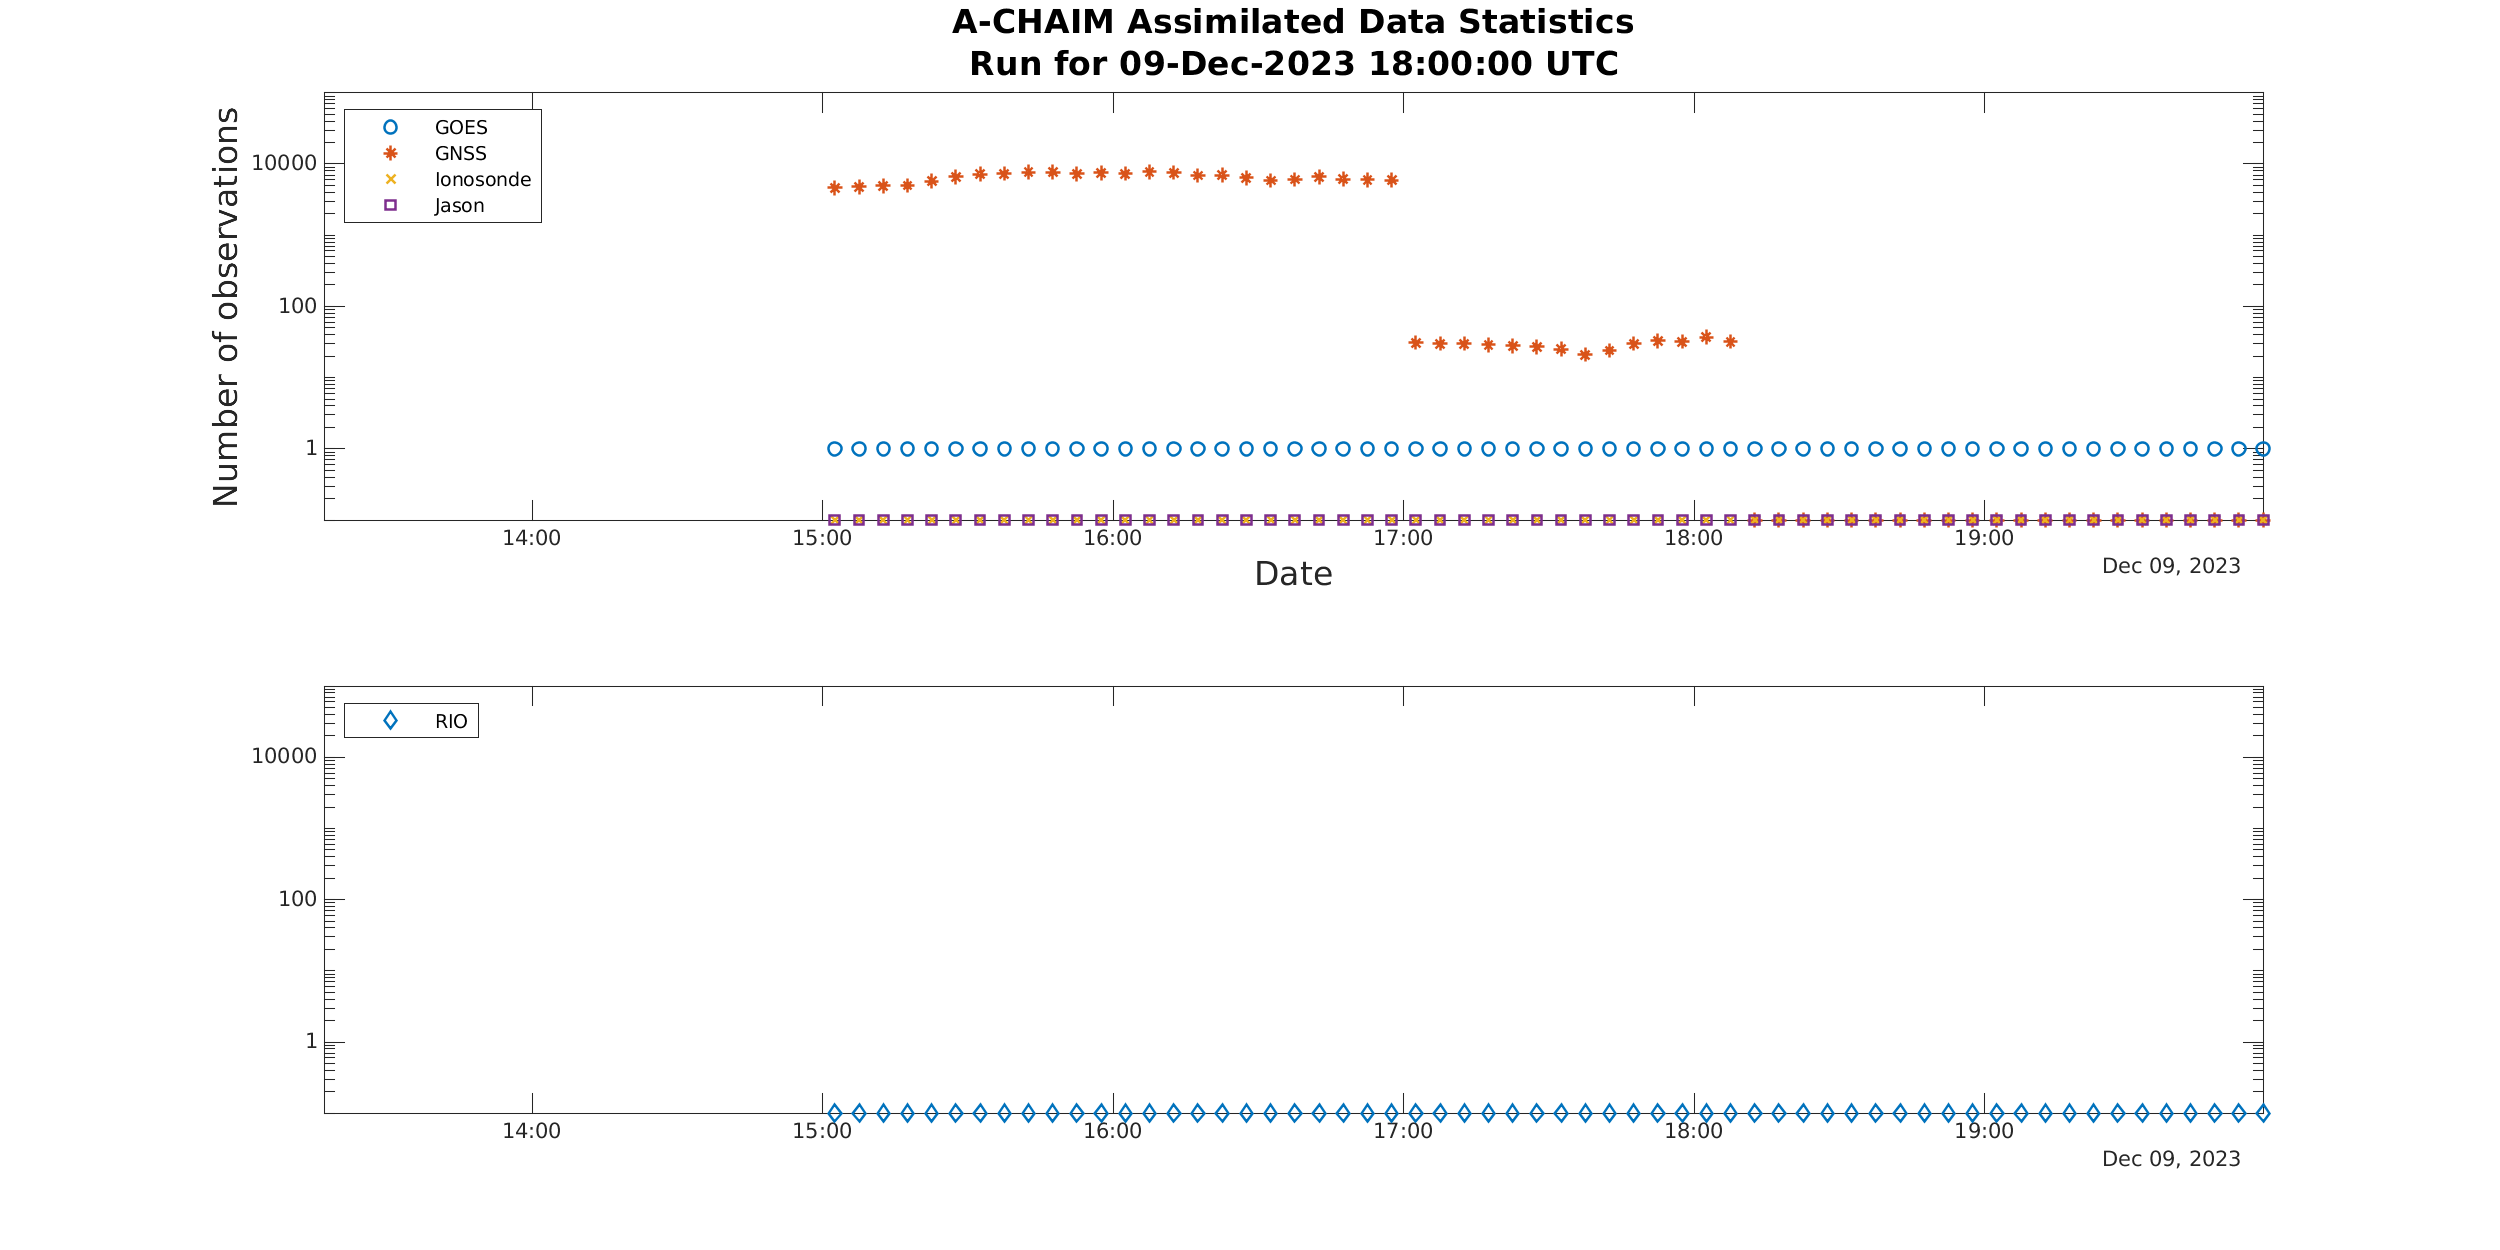 A-CHAIM Assimilated Data Statistics
Run for 09-Dec-2023 18:00:00 UTC
Number of observations
10000
100
1
GOES
GNSS
Ionosonde
Jason
14:00 15:00 16:00 17:00 18:00 19:00
Date
Dec 09, 2023
RIO
10000
100
1
14:00 15:00 16:00 17:00 18:00 19:00
Dec 09, 2023